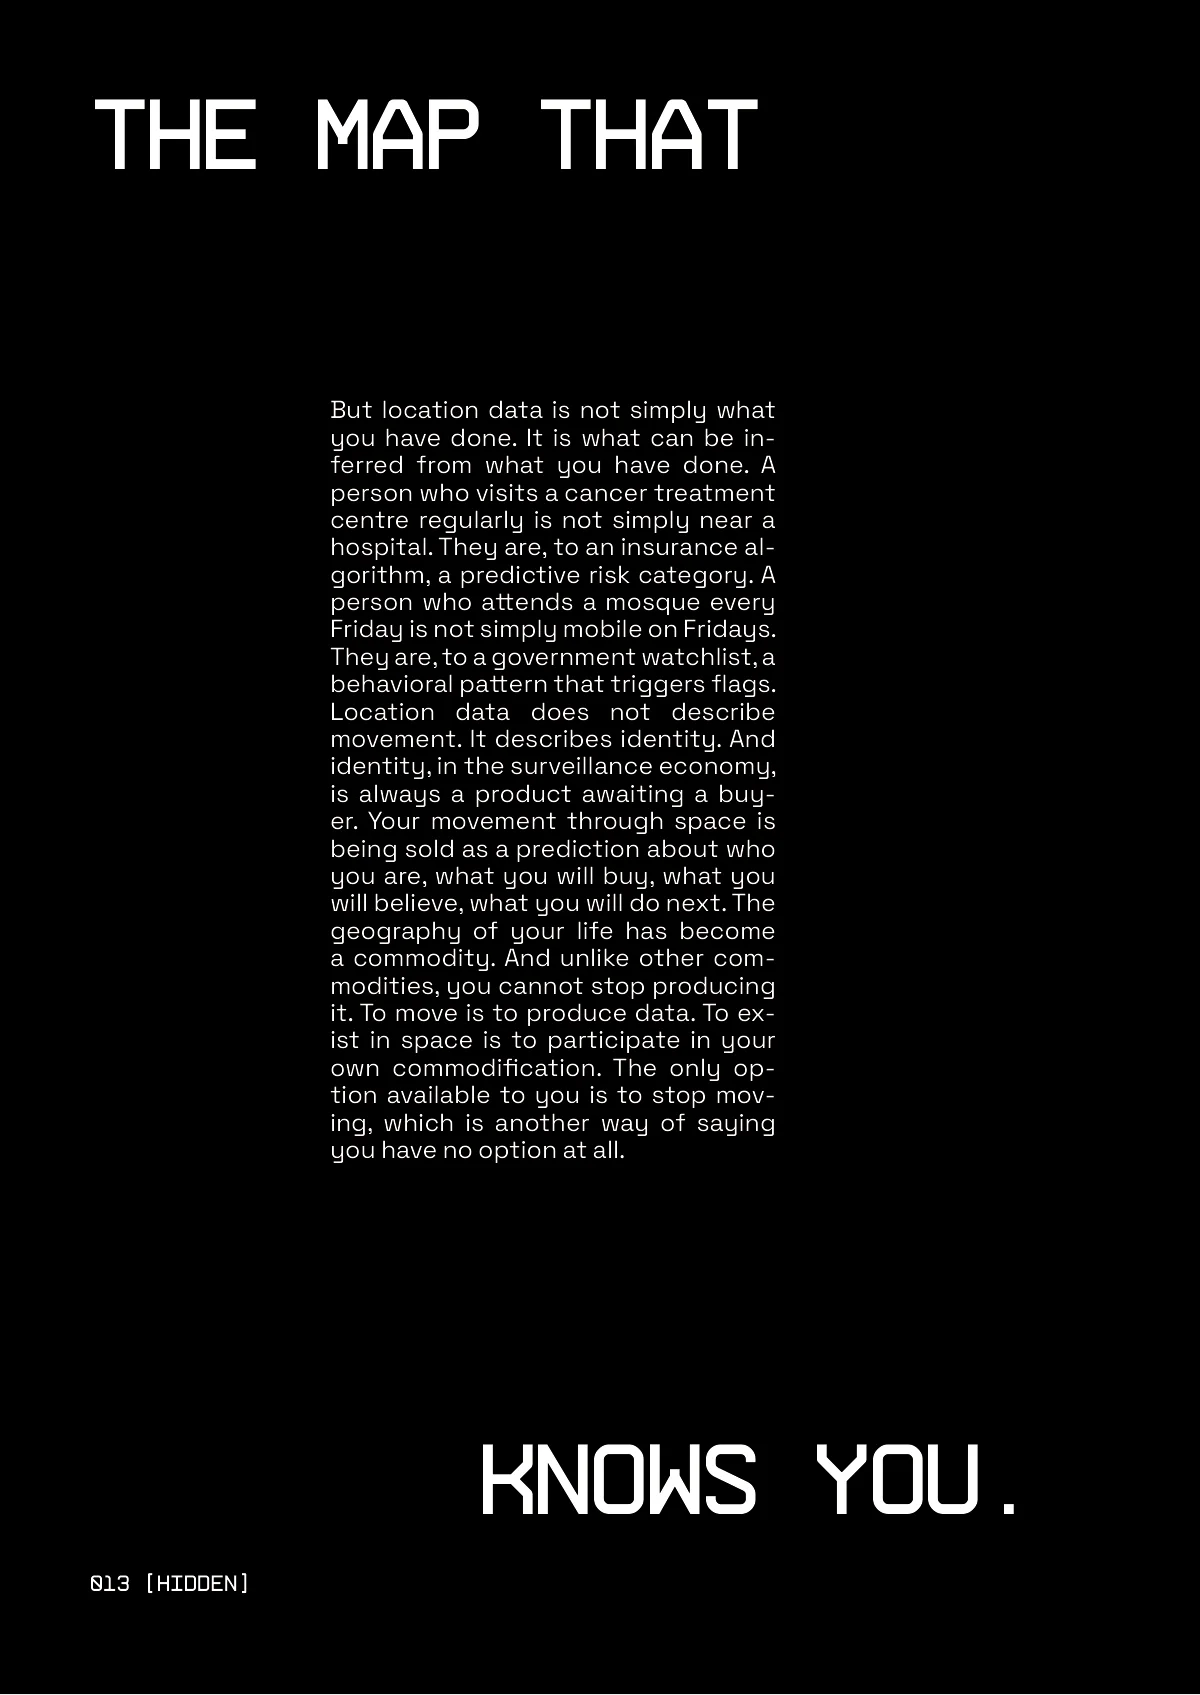 THE MAP THAT
But location data is not simply what
you have done. It is what can be in-
ferred from what you have done. A
person who visits a cancer treatment
centre regularly is not simply near a
hospital. They are, to an insurance al-
gorithm, a predictive risk category. A
person who attends a mosque every
Friday is not simply mobile on Fridays.
They are, to a government watchlist, a
behavioral pattern that triggers flags.
Location data does not describe
movement. It describes identity. And
identity, in the surveillance economy,
is always a product awaiting a buy-
er. Your movement through space is
being sold as a prediction about who
you are, what you will buy, what you
will believe, what you will do next. The
geography of your life has become
a commodity. And unlike other com-
modities, you cannot stop producing
it. To move is to produce data. To ex-
ist in space is to participate in your
own commodification. The only op-
tion available to you is to stop mov-
ing, which is another way of saying
you have no option at all.
KNOWS YOU.
013 [HIDDEN]